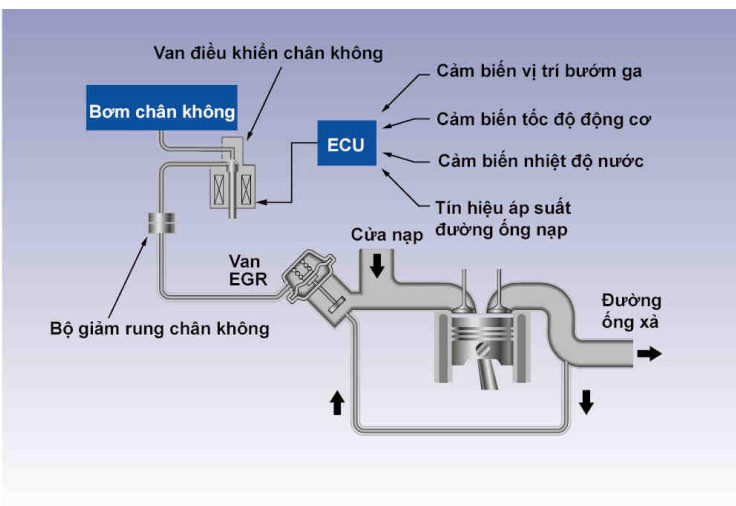 Van điều khiển chân không
Bơm chân không
ECU
Cảm biến vị trí bướm ga
Cảm biến tốc độ động cơ
Cảm biến nhiệt độ nước
Tín hiệu áp suất
đường ống nạp
Cửa nạp
Van
EGR
Đường
ống xả
Bộ giảm rung chân không